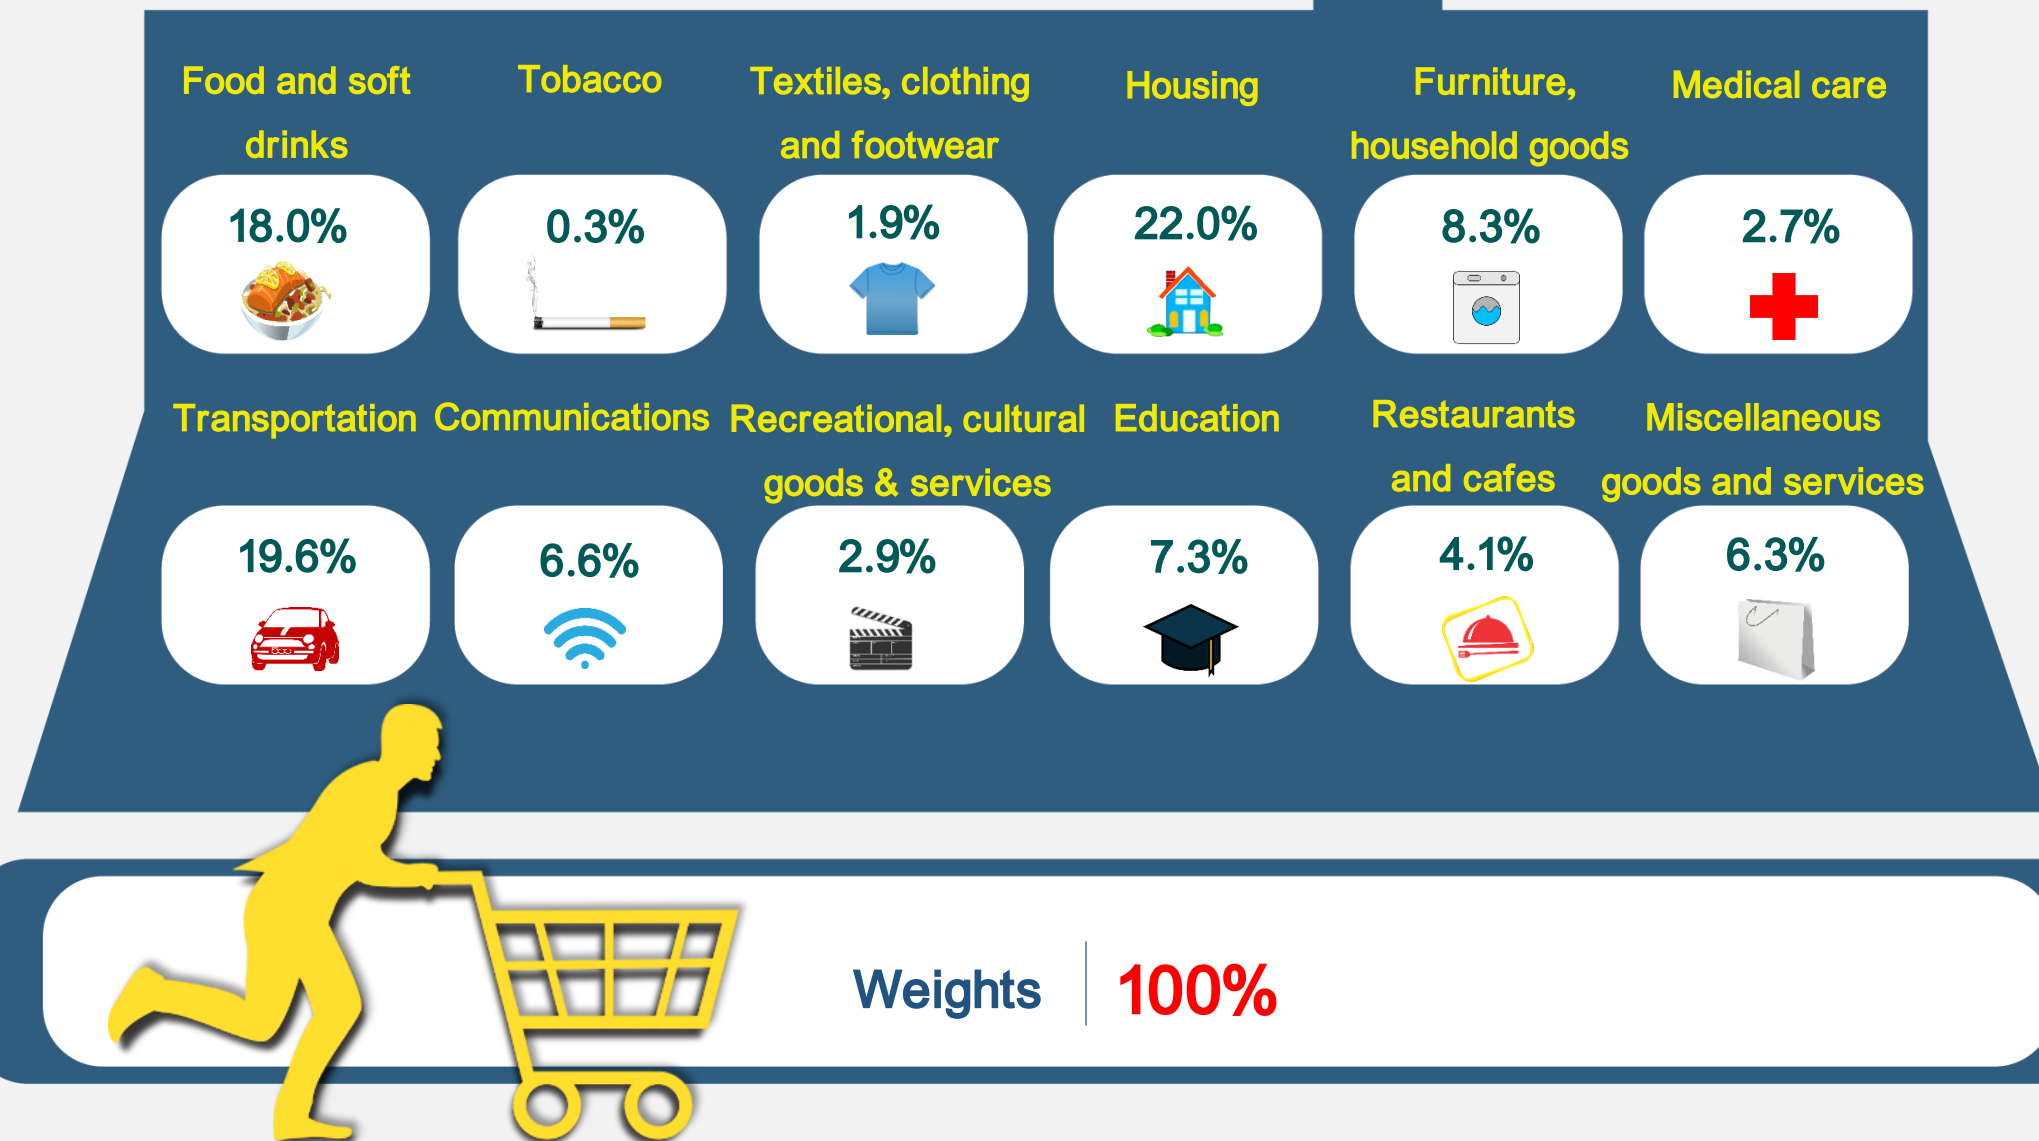 Food and soft
drinks
Tobacco
Textiles, clothing
and footwear
Housing
Furniture,
household goods
Medical care
18.0%
0.3%
1.9%
22.0%
8.3%
2.7%
Transportation
Communications
Recreational, cultural
goods & services
Education
Restaurants
and cafes
Miscellaneous
goods and services
19.6%
6.6%
2.9%
7.3%
4.1%
6.3%
Weights
100%